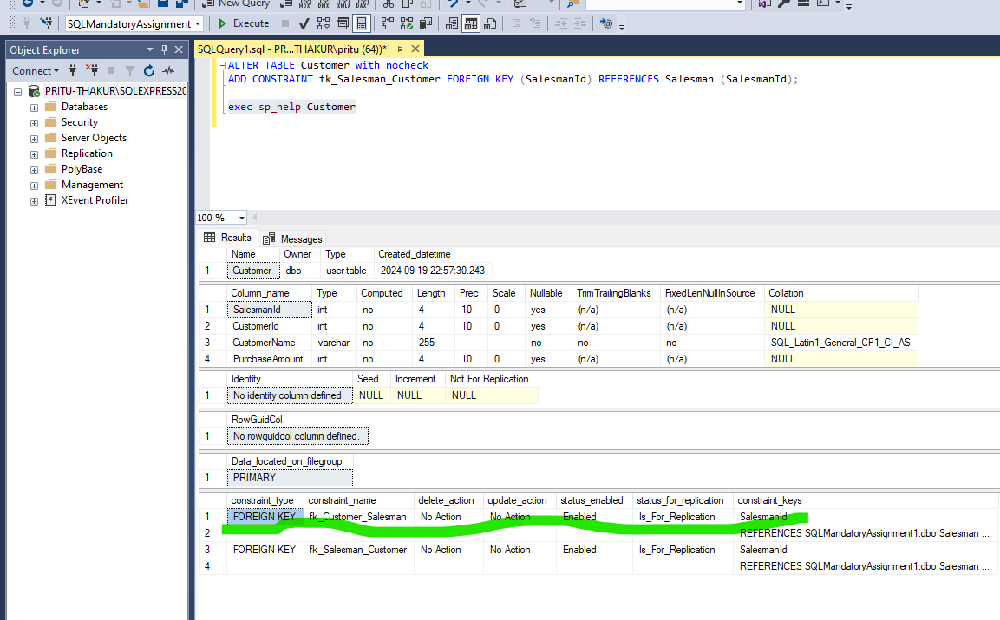 New Query
SQLMandatoryAssignment
Execute
Object Explorer
SQLQuery1.sql - PR...THAKUR\pritu (64))*
Connect
PRITU-THAKUR\SQLEXPRESS20
Databases
Security
Server Objects
Replication
PolyBase
Management
XEvent Profiler
ALTER TABLE Customer with nocheck
ADD CONSTRAINT fk_Salesman_Customer FOREIGN KEY (SalesmanId) REFERENCES Salesman (SalesmanId);
exec sp_help Customer
100 %
Results Messages
Name Owner Type Created_datetime
1 Customer dbo user table 2024-09-19 22:57:30.243
Column_name Type Computed Length Prec Scale Nullable TrimTrailingBlanks FixedLenNullInSource Collation
1 SalesmanId int no 4 10 0 yes (n/a) (n/a) NULL
2 CustomerId int no 4 10 0 yes (n/a) (n/a) NULL
3 CustomerName varchar no 255 no no no SQL_Latin1_General_CP1_CI_AS
4 PurchaseAmount int no 4 10 0 yes (n/a) (n/a) NULL
Identity Seed Increment Not For Replication
1 No identity column defined. NULL NULL NULL
RowGuidCol
1 No rowguidcol column defined.
Data_located_on_filegroup
1 PRIMARY
constraint_type constraint_name delete_action update_action status_enabled status_for_replication constraint_keys
1 FOREIGN KEY fk_Customer_Salesman No Action No Action Enabled Is_For_Replication SalesmanId
2 REFERENCES SQLMandatoryAssignment1.dbo.Salesman ...
3 FOREIGN KEY fk_Salesman_Customer No Action No Action Enabled Is_For_Replication SalesmanId
4 REFERENCES SQLMandatoryAssignment1.dbo.Salesman ...